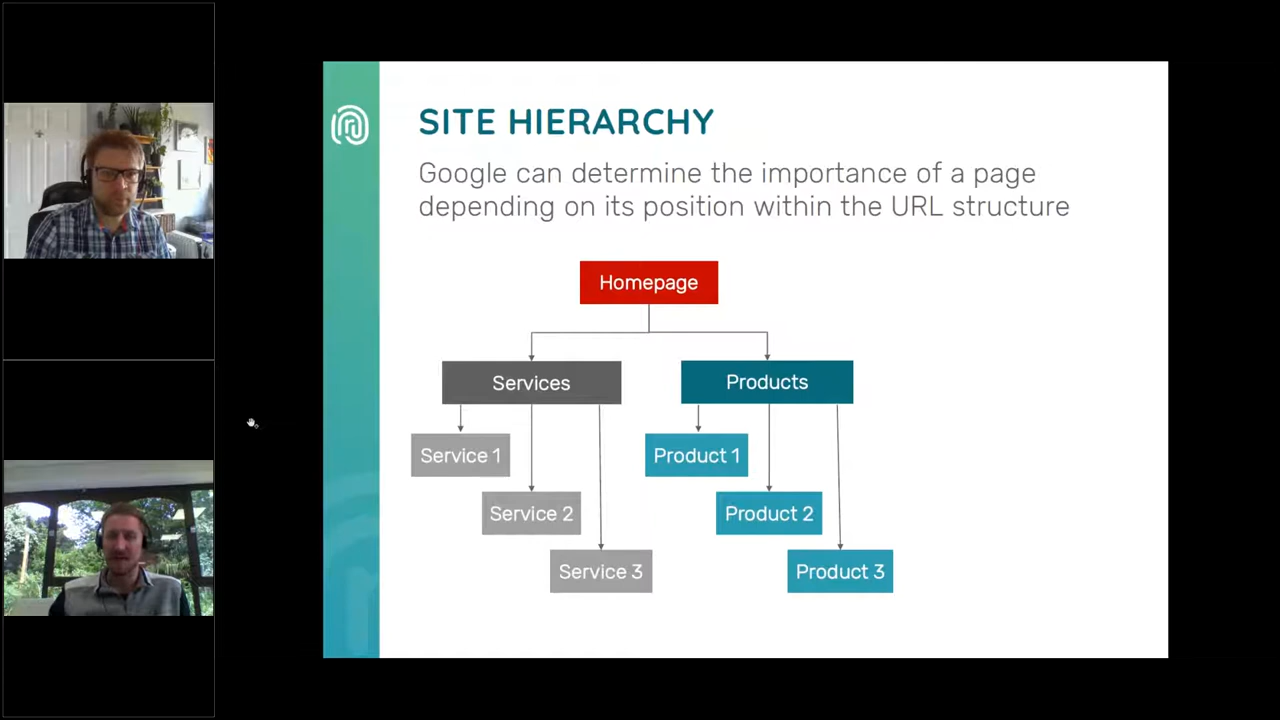 SITE HIERARCHY
Google can determine the importance of a page
depending on its position within the URL structure
Homepage
Services
Products
Service 1
Product 1
Service 2
Product 2
Service 3
Product 3